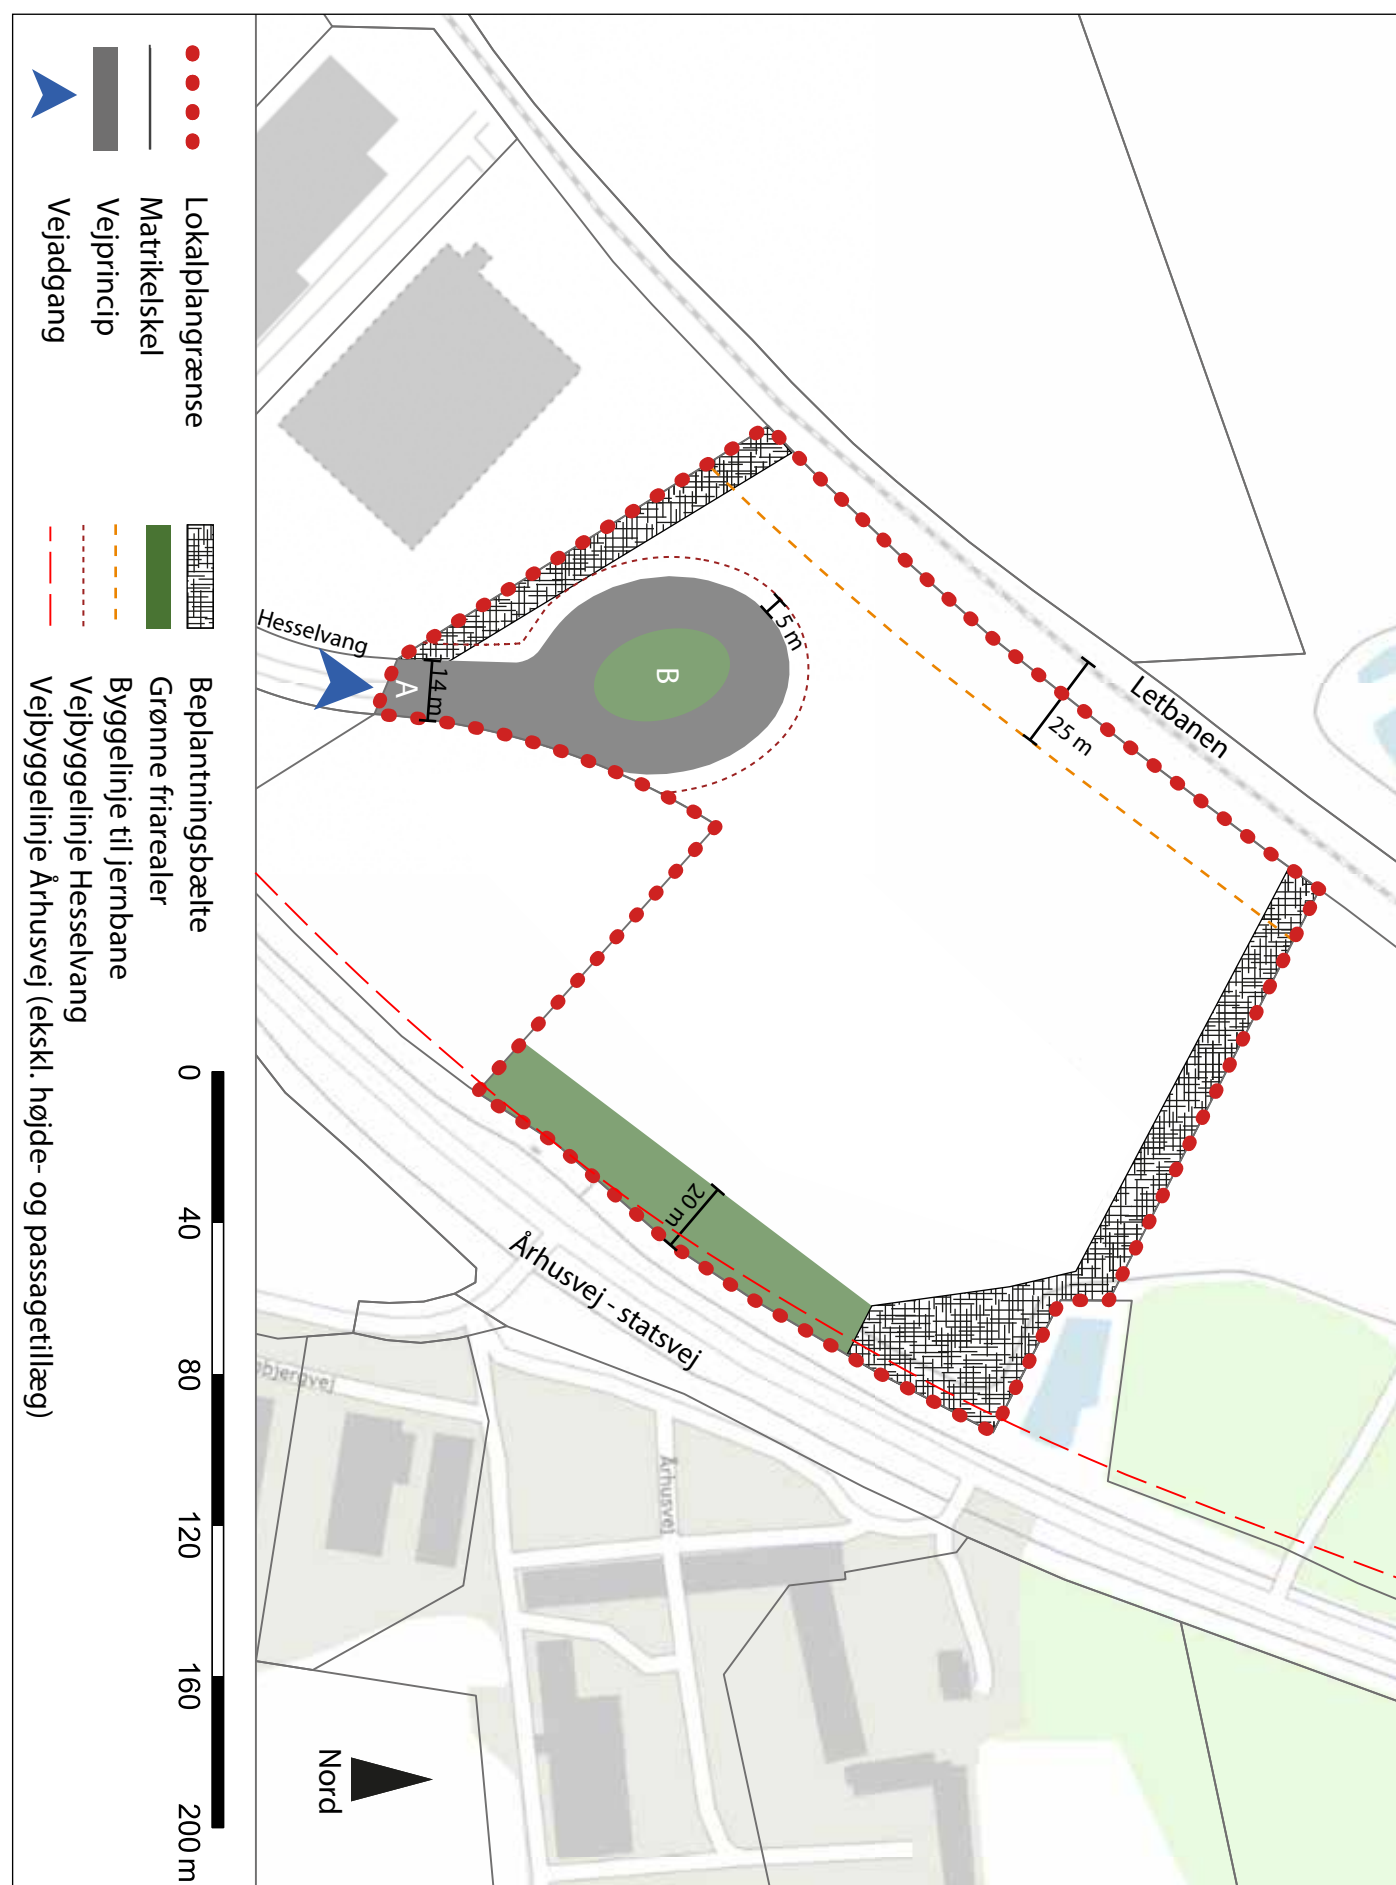 Lokalplangrænse
Matrikelskel
Vejprincip
Vejadgang
Beplantningsbælte
Grønne friarealer
Byggelinje til jernbane
Vejbyggelinje Hesselvang
Vejbyggelinje Århusvej (ekskl. højde- og passagetillæg)
0 40 80 120 160 200 m
Nord
Letbanen
25 m
5 m
B
14 m
A
Hesselvang
20 m
Århusvej - statsvej
Århusvej